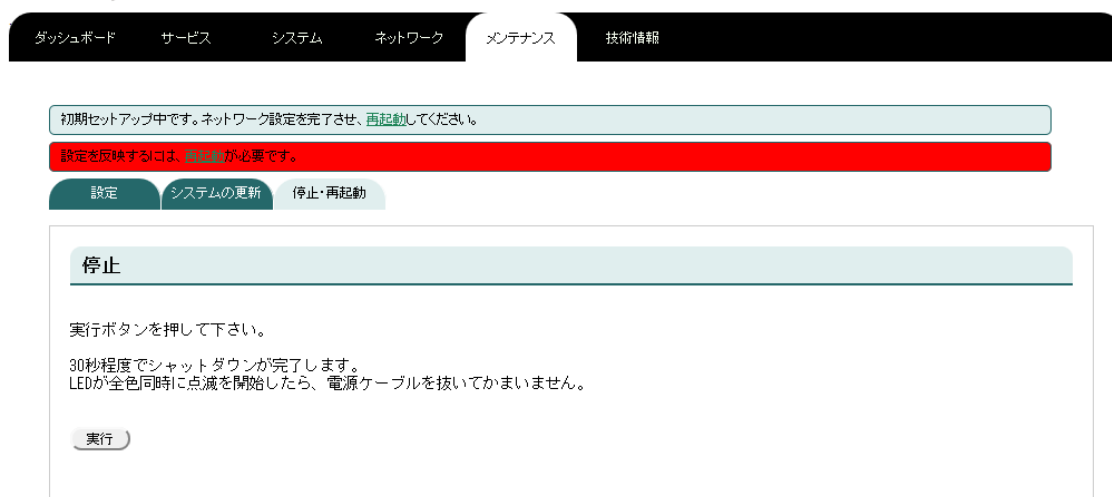 ダッシュボード サービス システム ネットワーク メンテナンス 技術情報
初期セットアップ中です。ネットワーク設定を完了させ、再起動してください。
設定を反映するには、再起動が必要です。
設定 システムの更新 停止・再起動
停止
実行ボタンを押して下さい。
30秒程度でシャットダウンが完了します。
LEDが全色同時に点滅を開始したら、電源ケーブルを抜いてかまいません。
実行